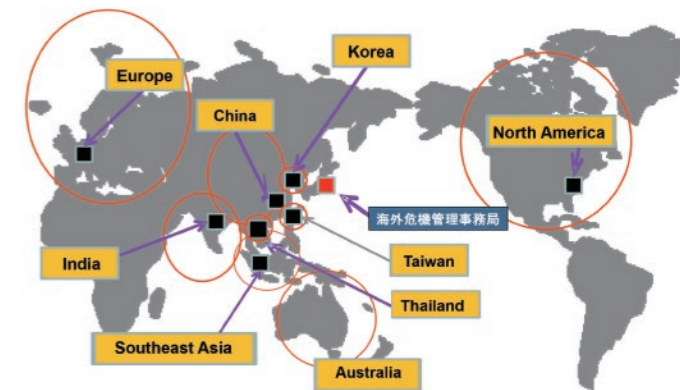 Korea
Europe
China
North America
海外危機管理事務局
India
Taiwan
Thailand
Southeast Asia
Australia